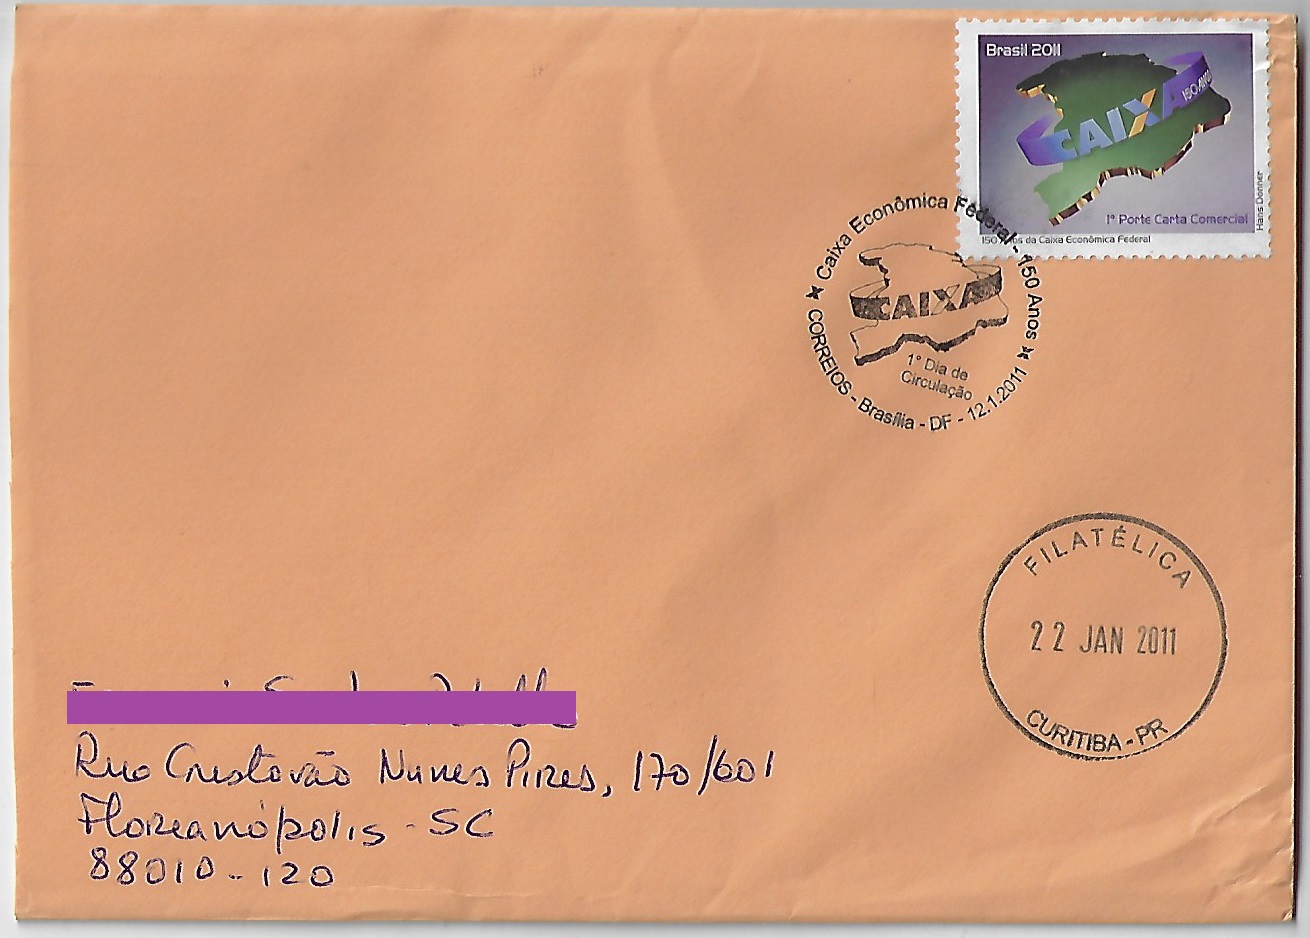 Brasil 2011
CAIXA 150 ANOS
1º Porte Carta Comercial
Hans Donner
150 Anos da Caixa Econômica Federal
Caixa Econômica Federal - 150 Anos
CAIXA
1° Dia de
Circulação
CORREIOS - Brasília - DF - 12.1.2011
FILATÉLICA
22 JAN 2011
CURITIBA - PR
Rua Cristovão Nunes Pires, 170/601
Florianópolis - SC
88010-120